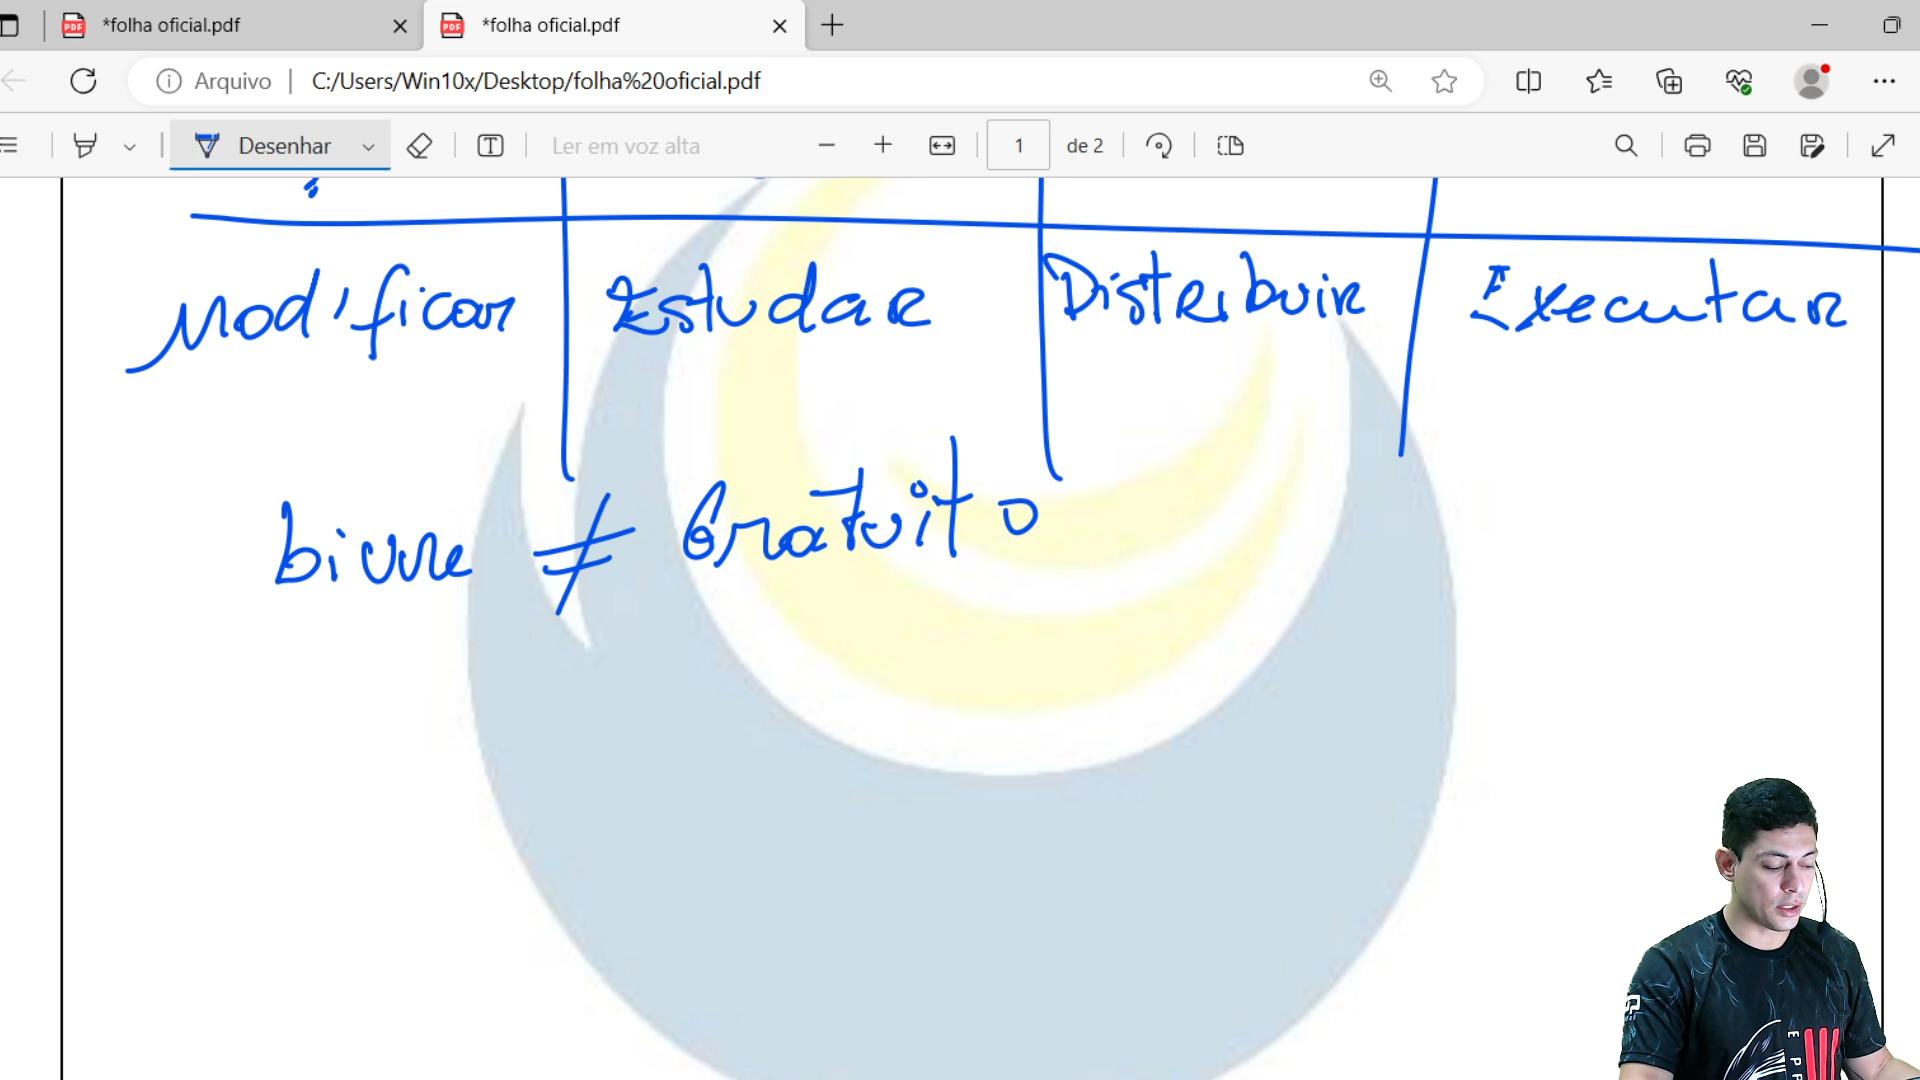 *folha oficial.pdf
*folha oficial.pdf
Arquivo
C:/Users/Win10x/Desktop/folha%20oficial.pdf
Desenhar
Ler em voz alta
1
de 2
Modificar
Estudar
Distribuir
Executar
Livre ≠ Gratuito